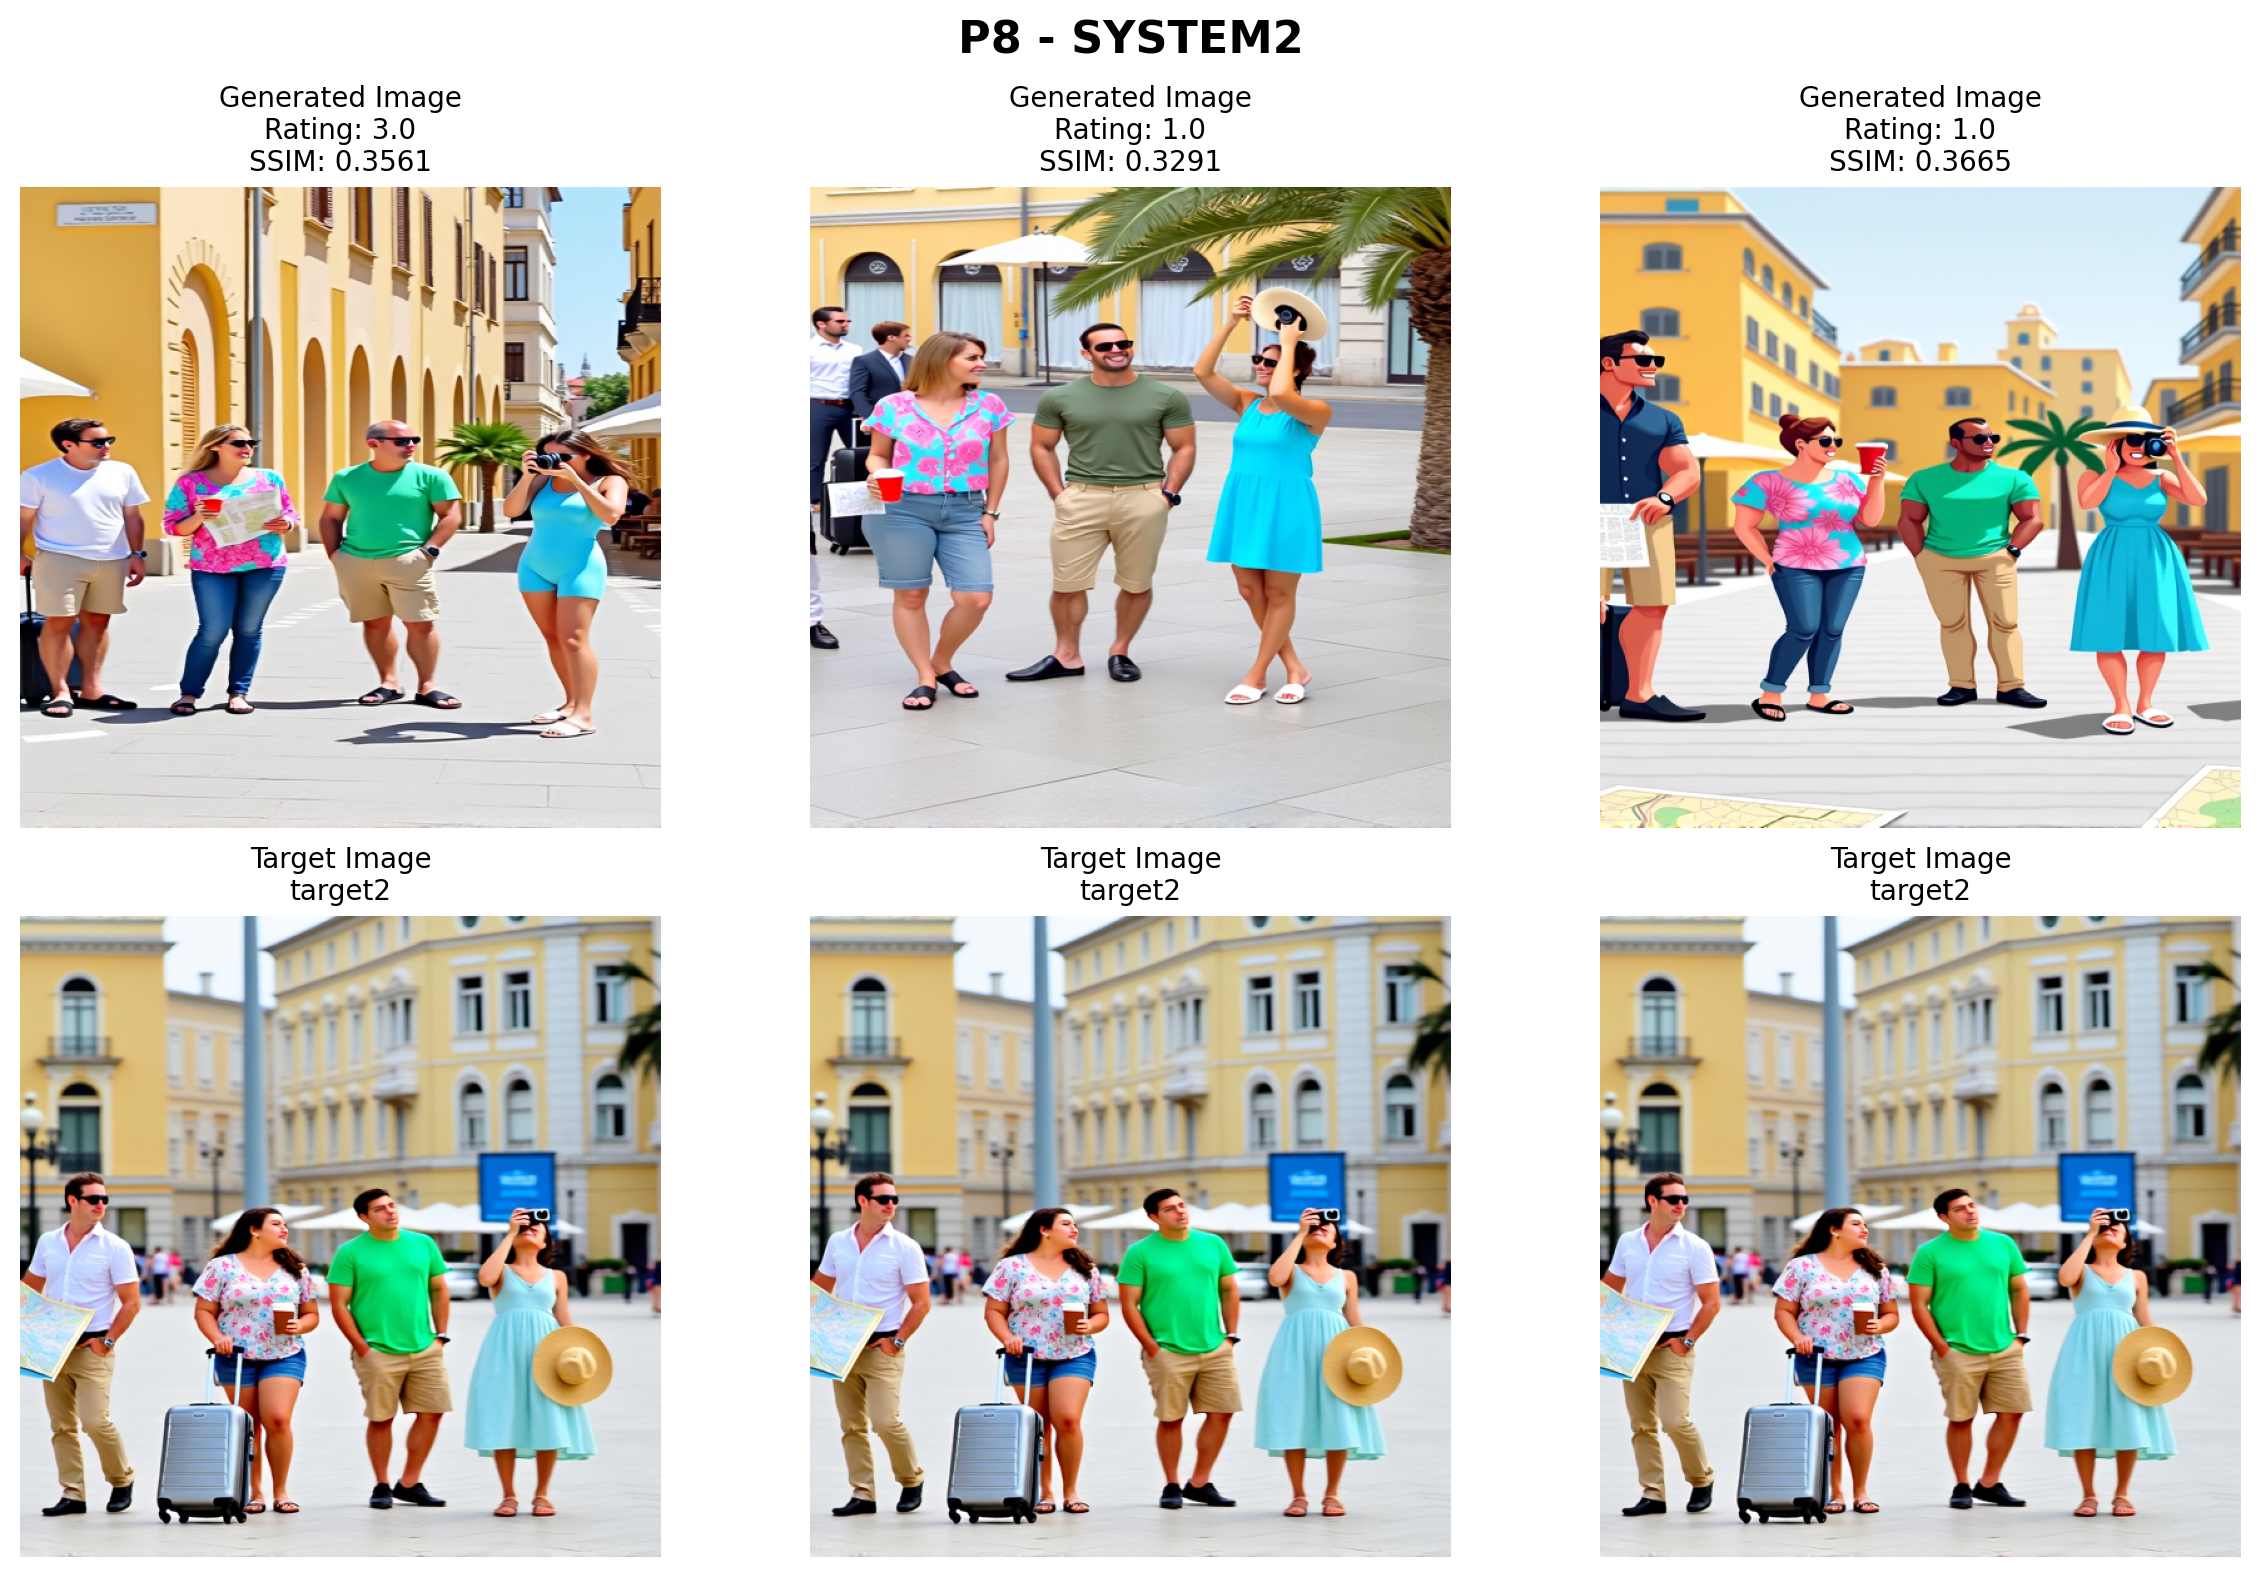 P8 - SYSTEM2
Generated Image
Rating: 3.0
SSIM: 0.3561
Generated Image
Rating: 1.0
SSIM: 0.3291
Generated Image
Rating: 1.0
SSIM: 0.3665
Target Image
target2
Target Image
target2
Target Image
target2